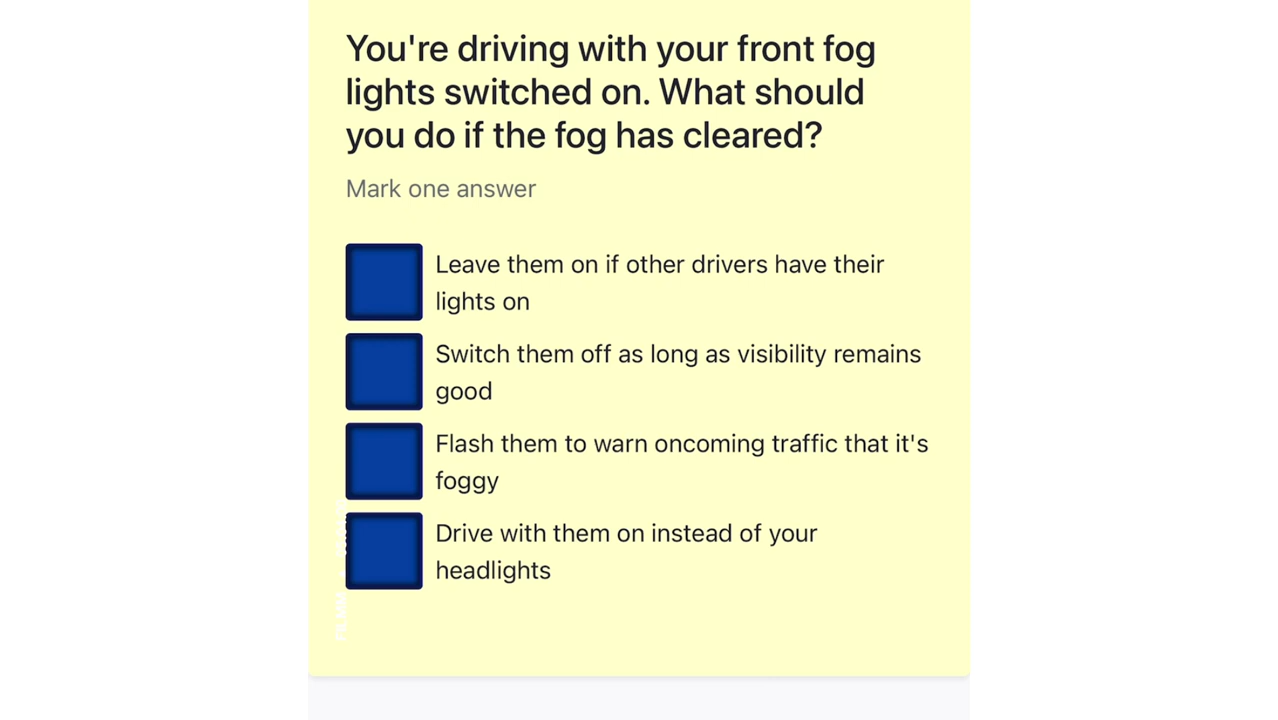 You're driving with your front fog
lights switched on. What should
you do if the fog has cleared?
Mark one answer
Leave them on if other drivers have their
lights on
Switch them off as long as visibility remains
good
Flash them to warn oncoming traffic that it's
foggy
Drive with them on instead of your
headlights